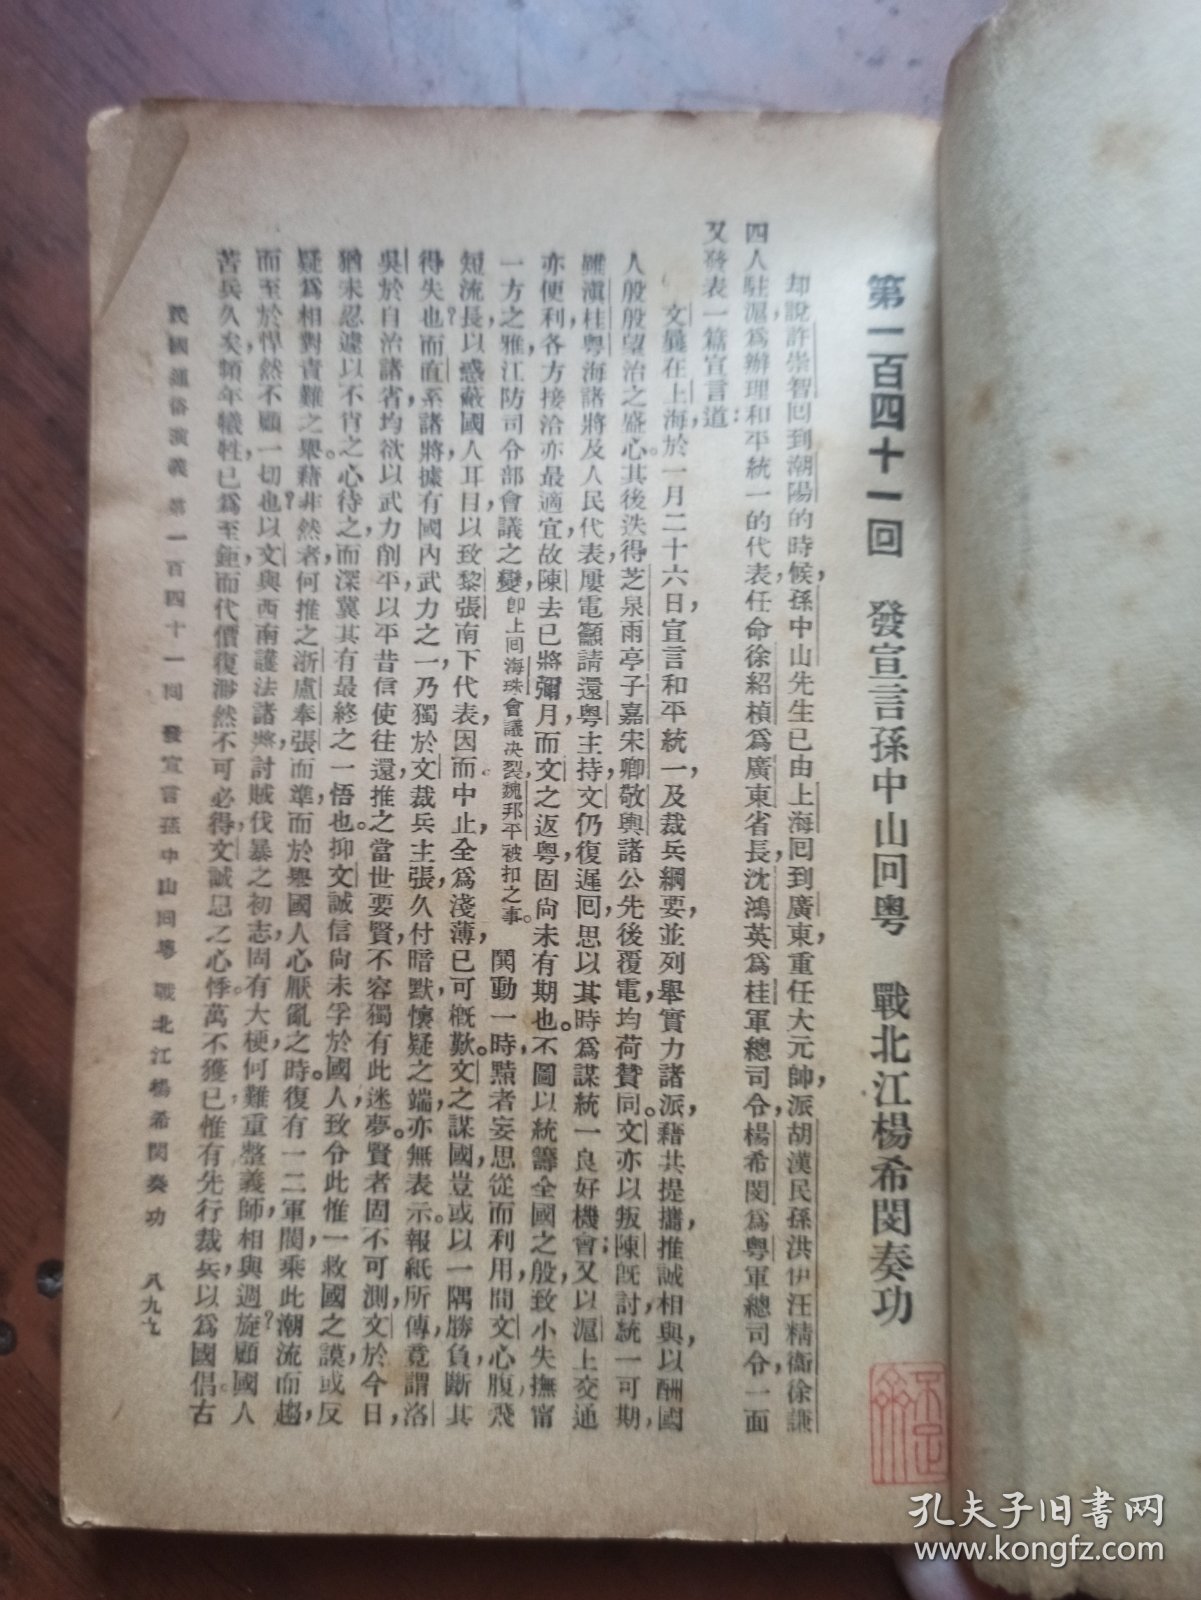 第一百四十一回　發宣言孫中山回粵　戰北江楊希閔奏功
却說許崇智回到潮陽的時候，孫中山先生已由上海回到廣東，重任大元帥，派胡漢民孫洪伊汪精衞徐謙
四人駐滬，爲辦理和平統一的代表，任命徐紹楨爲廣東省長，沈鴻英爲桂軍總司令，楊希閔爲粵軍總司令，一面
又發表一篇宣言道：
文曩在上海，於一月二十六日，宣言和平統一，及裁兵綱要，並列舉實力諸派，藉共提攜，推誠相與，以酬國
人殷殷望治之盛心。其後迭得芝泉雨亭子嘉宋卿敬輿諸公先後覆電，均荷贊同。文亦以叛陳旣討，統一可期，
雖滇桂粵海諸將及人民代表，屢電籲請還粵主持，文仍復遲回，思以其時爲謀統一良好機會；又以滬上交通
亦便利，各方接洽，亦最適宜，故陳去已將彌月，而文之返粵，固尙未有期也。不圖以統籌全國之殷，致小失撫甯
一方之雅，江防司令部會議之變，卽上回海珠會議決裂，魏邦平被扣之事。　鬨動一時，黠者妄思從而利用，間文心腹，飛
短流長，以惑蔽國人耳目，以致黎張南下代表，因而中止，全爲淺薄，已可概歎。文之謀國，豈或以一隅勝負，斷其
得失？也而直系諸將，據有國內武力之一，乃獨於文裁兵主張，久付暗默，懷疑之端，亦無表示。報紙所傳，竟謂洛
吳於自治諸省，均欲以武力削平，以平昔信使往還，推之當世要賢，不容獨有此迷夢。賢者固不可測，文於今日，
猶未忍遽以不肖之心待之，而深冀其有最終之一悟也。抑文誠信尙未孚於國人，致令此惟一救國之謨，或反
疑爲相對責難之舉。藉非然者，何推之浙盧奉張而準，而於舉國人心厭亂之時，復有一二軍閥，乘此潮流而趨，
而至於悍然不顧一切也？以文與西南護法諸將，討賊伐暴之初志，固有大梗，何難重整義師，相與週旋？顧國人
苦兵久矣，頻年犧牲，已爲至鉅，而代價復渺然不可必得，文誠思之心悸。萬不獲已，惟有先行裁兵，以爲國倡。古
民國通俗演義　第一百四十一回　發宣言孫中山回粵　戰北江楊希閔奏功　八九七
孔夫子旧书网
www.kongfz.com